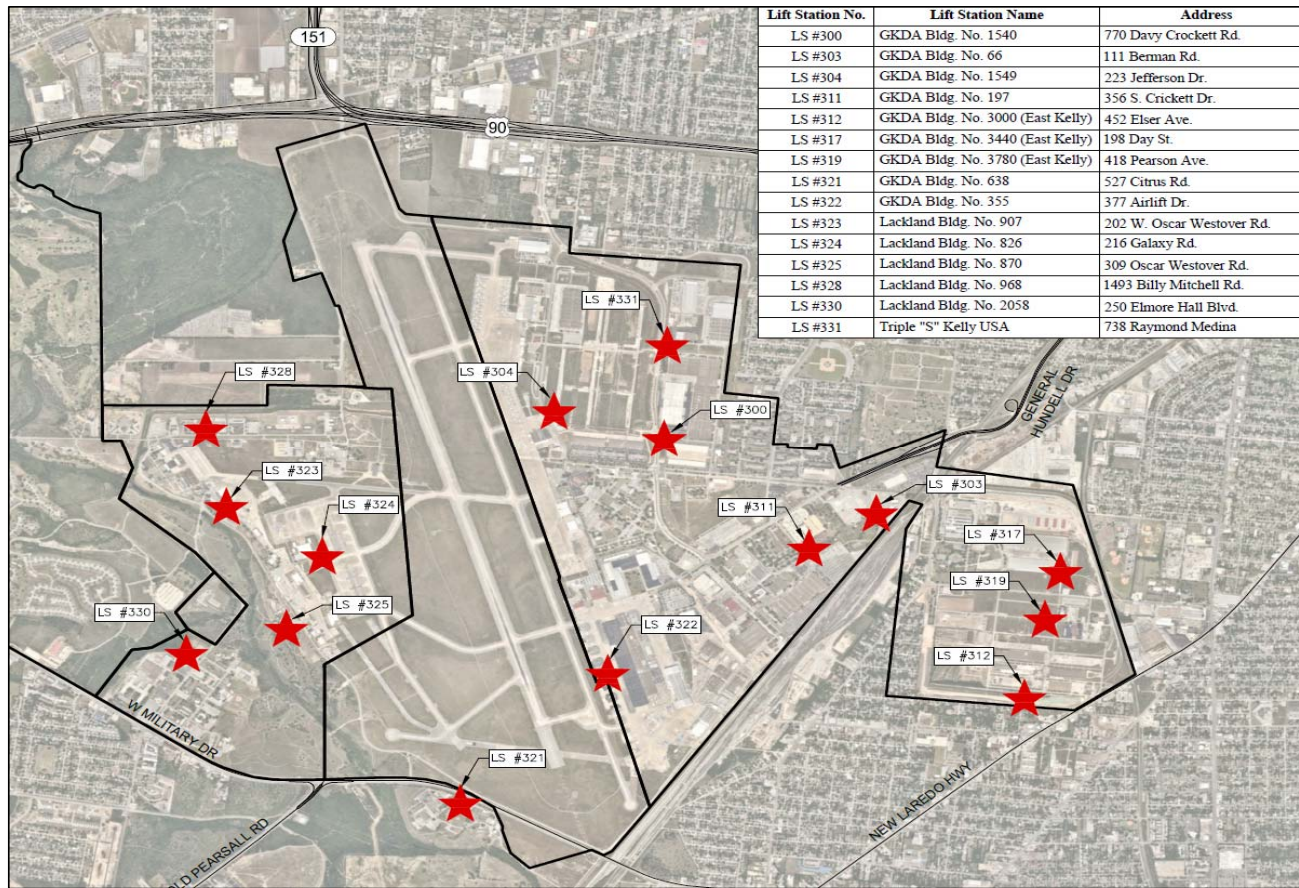 Lift Station No. Lift Station Name Address
LS #300 GKDA Bldg. No. 1540 770 Davy Crockett Rd.
LS #303 GKDA Bldg. No. 66 111 Berman Rd.
LS #304 GKDA Bldg. No. 1549 223 Jefferson Dr.
LS #311 GKDA Bldg. No. 197 356 S. Crickett Dr.
LS #312 GKDA Bldg. No. 3000 (East Kelly) 452 Elser Ave.
LS #317 GKDA Bldg. No. 3440 (East Kelly) 198 Day St.
LS #319 GKDA Bldg. No. 3780 (East Kelly) 418 Pearson Ave.
LS #321 GKDA Bldg. No. 638 527 Citrus Rd.
LS #322 GKDA Bldg. No. 355 377 Airlift Dr.
LS #323 Lackland Bldg. No. 907 202 W. Oscar Westover Rd.
LS #324 Lackland Bldg. No. 826 216 Galaxy Rd.
LS #325 Lackland Bldg. No. 870 309 Oscar Westover Rd.
LS #328 Lackland Bldg. No. 968 1493 Billy Mitchell Rd.
LS #330 Lackland Bldg. No. 2058 250 Elmore Hall Blvd.
LS #331 Triple "S" Kelly USA 738 Raymond Medina
151
90
LS #331
LS #328
LS #304
LS #300
GENERAL
HUNDELL DR
LS #323
LS #303
LS #324
LS #311
LS #317
LS #319
LS #325
LS #330
LS #322
LS #312
W MILITARY DR
LS #321
NEW LAREDO HWY
OLD PEARSALL RD